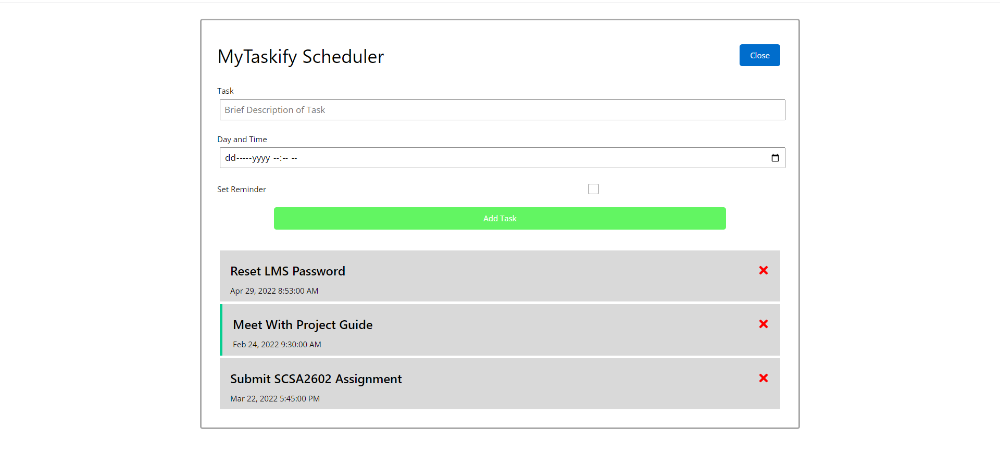 MyTaskify Scheduler
Close
Task
Brief Description of Task
Day and Time
dd-----yyyy --:-- --
Set Reminder
Add Task
Reset LMS Password
Apr 29, 2022 8:53:00 AM
Meet With Project Guide
Feb 24, 2022 9:30:00 AM
Submit SCSA2602 Assignment
Mar 22, 2022 5:45:00 PM